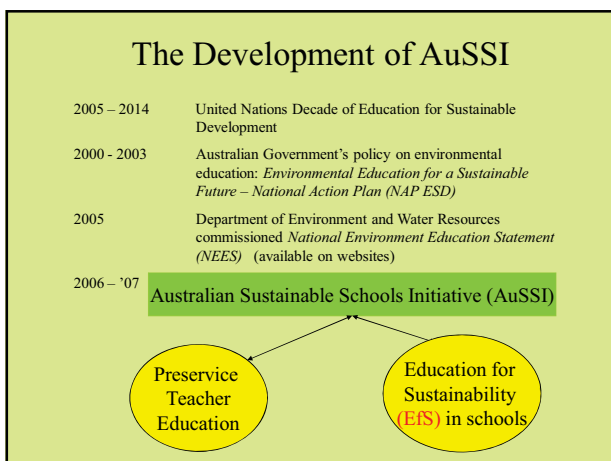 The Development of AuSSI
2005 – 2014 United Nations Decade of Education for Sustainable
Development
2000 - 2003 Australian Government's policy on environmental
education: Environmental Education for a Sustainable
Future – National Action Plan (NAP ESD)
2005 Department of Environment and Water Resources
commissioned National Environment Education Statement
(NEES) (available on websites)
2006 – '07
Australian Sustainable Schools Initiative (AuSSI)
Preservice
Teacher
Education
Education for
Sustainability
(EfS) in schools